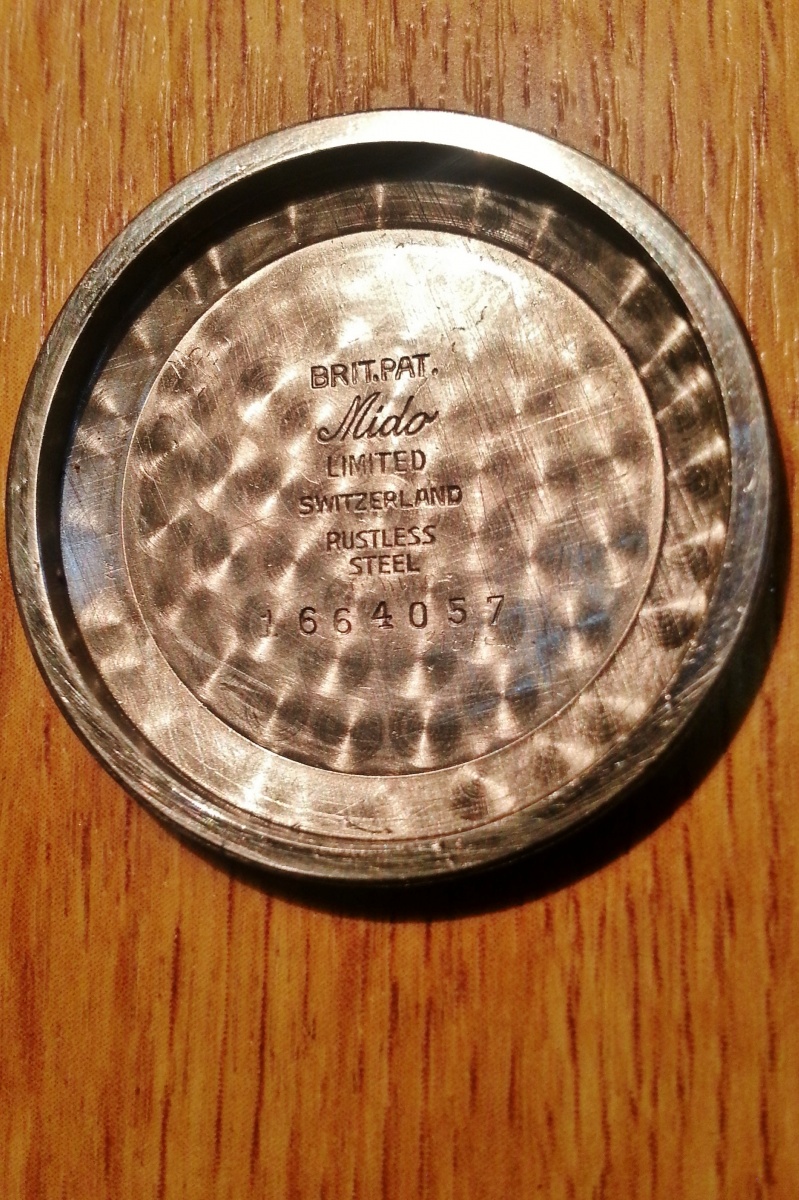 BRIT.PAT.
Mido
LIMITED
SWITZERLAND
RUSTLESS
STEEL
1664057